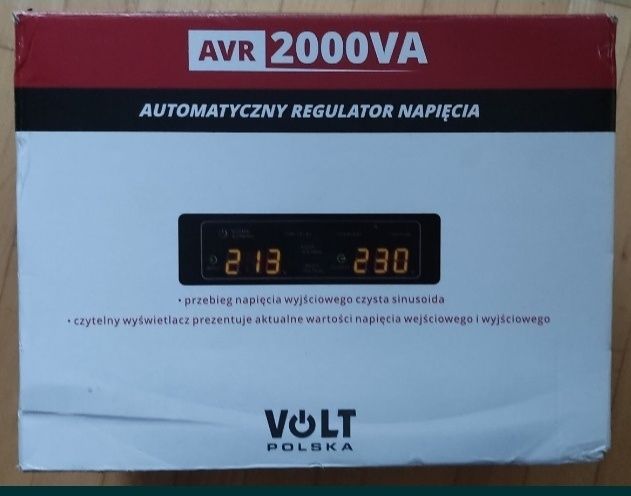 AVR 2000VA
AUTOMATYCZNY REGULATOR NAPIĘCIA
213 230
• przebieg napięcia wyjściowego czysta sinusoida
• czytelny wyświetlacz prezentuje aktualne wartości napięcia wejściowego i wyjściowego
VOLT
POLSKA